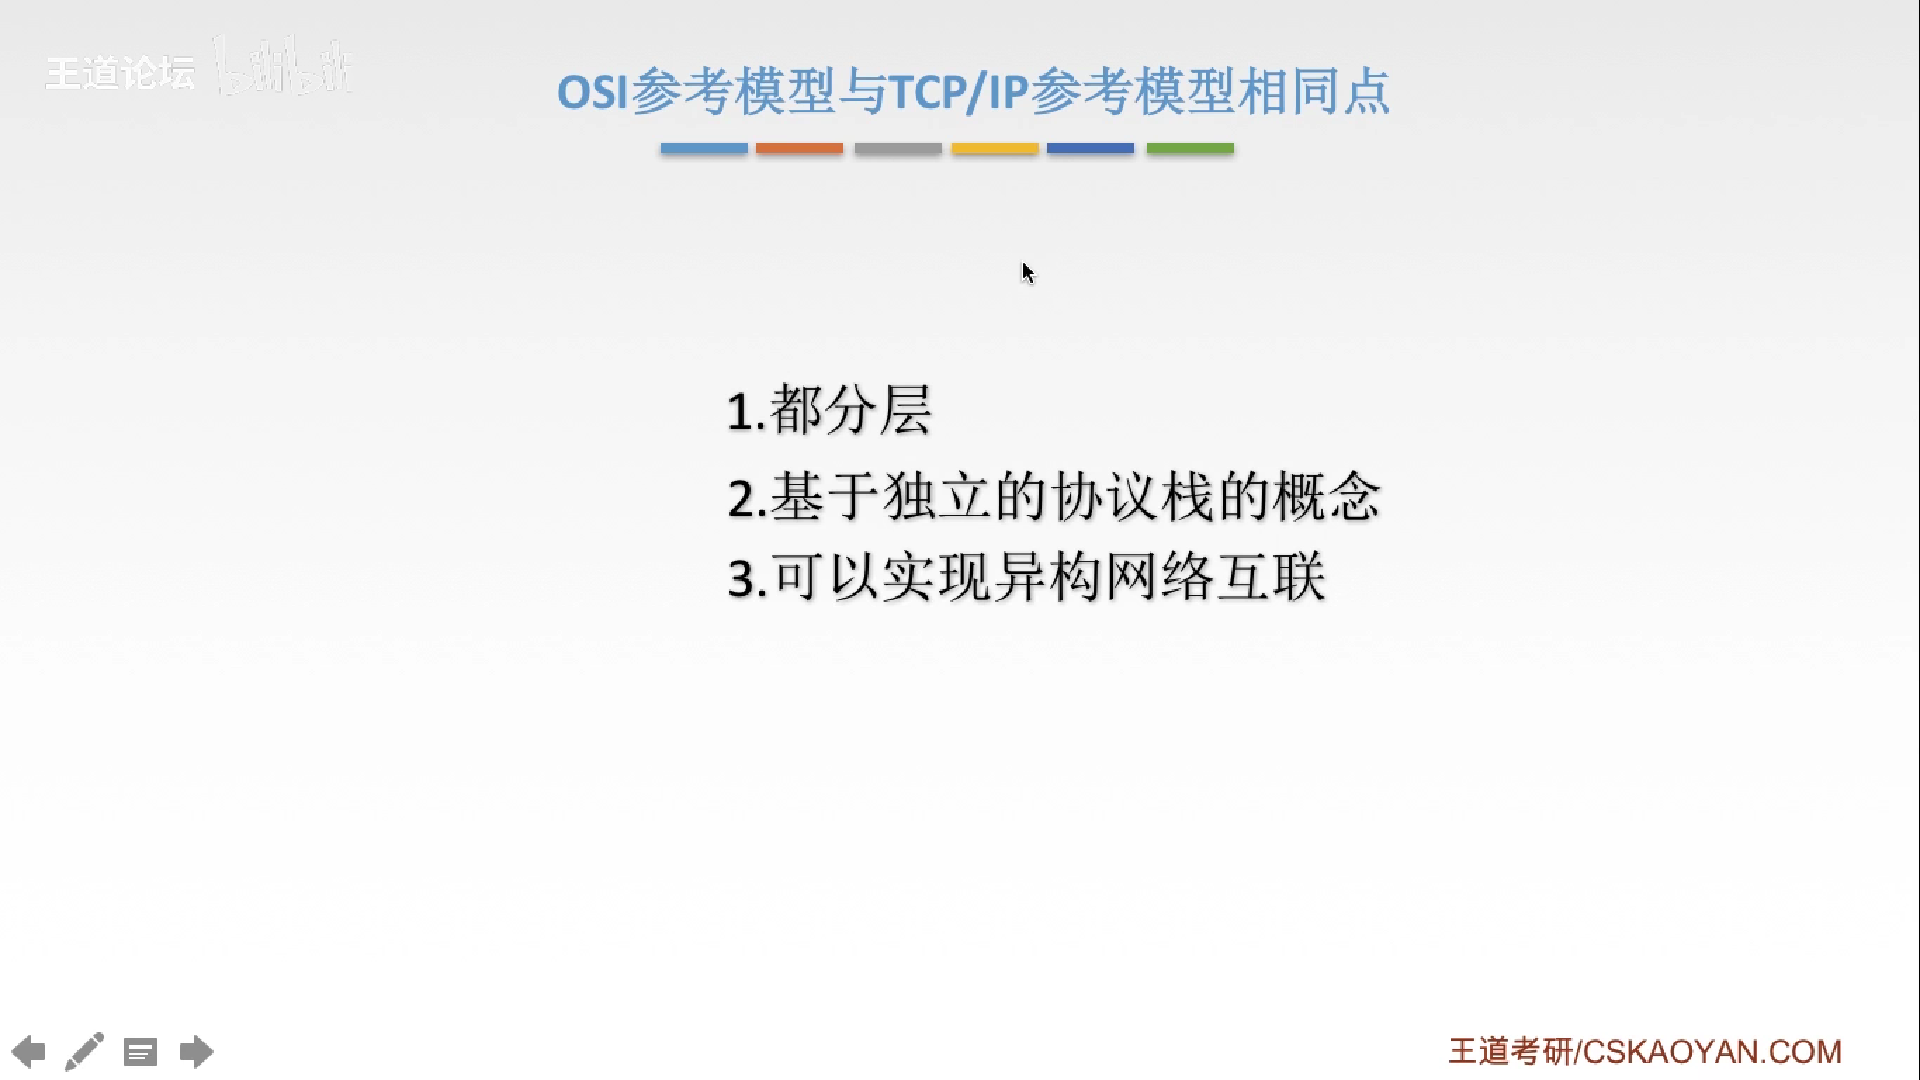 王道论坛 bilibili
OSI参考模型与TCP/IP参考模型相同点
1.都分层
2.基于独立的协议栈的概念
3.可以实现异构网络互联
王道考研/CSKAOYAN.COM